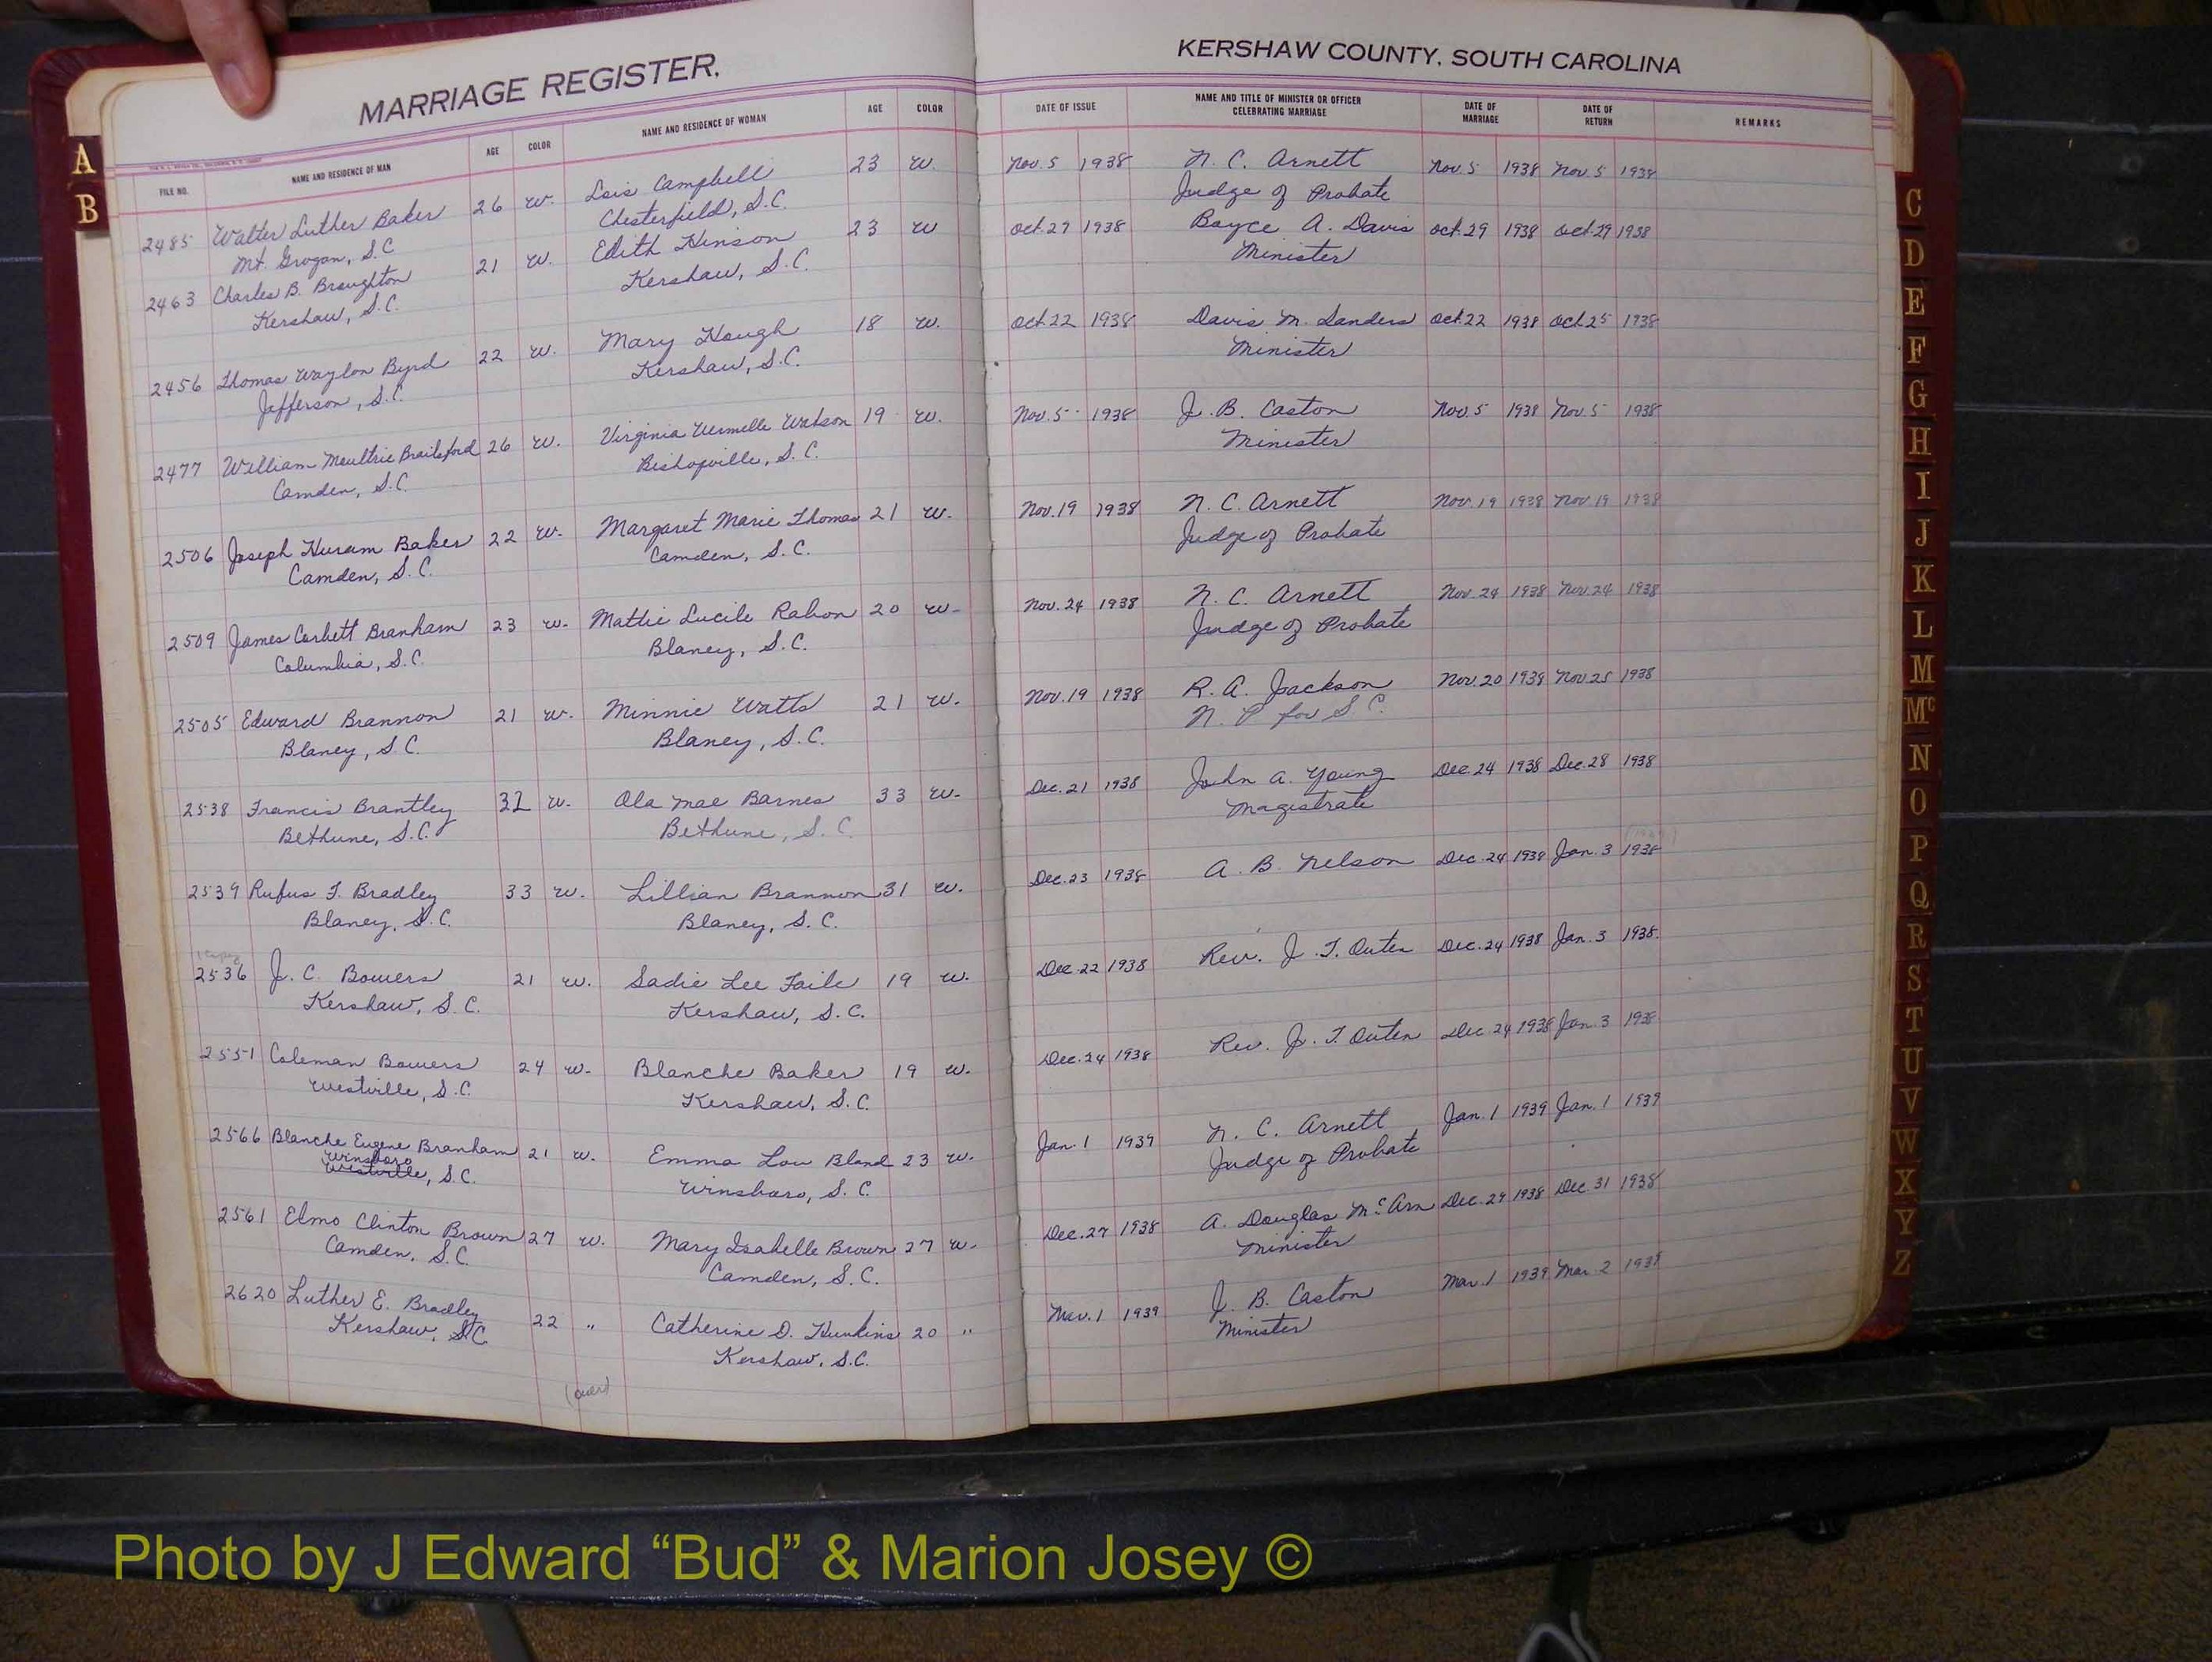 MARRIAGE REGISTER.
KERSHAW COUNTY, SOUTH CAROLINA
FILE NO. NAME AND RESIDENCE OF MAN AGE COLOR NAME AND RESIDENCE OF WOMAN AGE COLOR DATE OF ISSUE NAME AND TITLE OF MINISTER OR OFFICER CELEBRATING MARRIAGE DATE OF MARRIAGE DATE OF RETURN REMARKS
2485 Walter Luther Baker 26 W. Lois Campbell 23 W. Nov. 5 1938 N. C. Arnett Nov. 5 1938 Nov. 5 1938
Mt. Grogan, S.C Chesterfield, S.C. Judge of Probate
2463 Charles B. Broughton 21 W. Edith Hinson 23 W Oct. 29 1938 Boyce A. Davis Oct. 29 1938 Oct. 29 1938
Kershaw, S.C. Kershaw, S.C. Minister
2456 Thomas Waylon Byrd 22 W. Mary Hough 18 W. Oct. 22 1938 Davis M. Sanders Oct. 22 1938 Oct. 25 1938
Jefferson, S.C. Kershaw, S.C. Minister
2477 William Moultrie Brailsford 26 W. Virginia Vermelle Watson 19 W. Nov. 5 1938 J. B. Caston Nov. 5 1938 Nov. 5 1938
Camden, S.C. Bishopville, S.C. Minister
2506 Joseph Huram Baker 22 W. Margaret Marie Thomas 21 W. Nov. 19 1938 N. C. Arnett Nov. 19 1938 Nov. 19 1938
Camden, S.C. Camden, S.C. Judge of Probate
2509 James Corbett Branham 23 W. Mattie Lucile Rabon 20 W. Nov. 24 1938 N. C. Arnett Nov. 24 1938 Nov. 24 1938
Columbia, S.C. Blaney, S.C. Judge of Probate
2505 Edward Brannon 21 W. Minnie Watts 21 W. Nov. 19 1938 R. A. Jackson Nov. 20 1938 Nov. 25 1938
Blaney, S.C. Blaney, S.C. N. P for S.C.
2538 Francis Brantley 32 W. Ola Mae Barnes 33 W. Dec. 21 1938 John A. Young Dec. 24 1938 Dec. 28 1938
Bethune, S.C. Bethune, S.C. Magistrate
2539 Rufus F. Bradley 33 W. Lillian Brannon 31 W. Dec. 23 1938 A. B. Nelson Dec. 24 1938 Jan. 3 1938
Blaney, S.C. Blaney, S.C.
2536 J. C. Bowers 21 W. Sadie Lee Faile 19 W. Dec. 22 1938 Rev. J. T. Outen Dec. 24 1938 Jan. 3 1938.
Kershaw, S.C. Kershaw, S.C.
2551 Coleman Bowers 24 W. Blanche Baker 19 W. Dec. 24 1938 Rev. J. T. Outen Dec. 24 1938 Jan. 3 1938
Westville, S.C. Kershaw, S.C.
2566 Blanche Eugene Branham 21 W. Emma Lou Bland 23 W. Jan. 1 1939 N. C. Arnett Jan. 1 1939 Jan. 1 1939
Winsboro
Westville, S.C. Winsboro, S.C. Judge of Probate
2561 Elmo Clinton Brown 27 W. Mary Isabelle Brown 27 W. Dec. 27 1938 A. Douglas McArn Dec. 29 1938 Dec. 31 1938
Camden, S.C. Camden, S.C. Minister
2620 Luther E. Bradley 22 " Catherine D. Hunkins 20 " Mar. 1 1939 J. B. Caston Mar. 1 1939 Mar. 2 1939
Kershaw, S.C. Kershaw, S.C. Minister
(over)
A
B
C
D
E
F
G
H
I
J
K
L
M
Mc
N
O
P
Q
R
S
T
U
V
W
X
Y
Z
Photo by J Edward “Bud” & Marion Josey ©